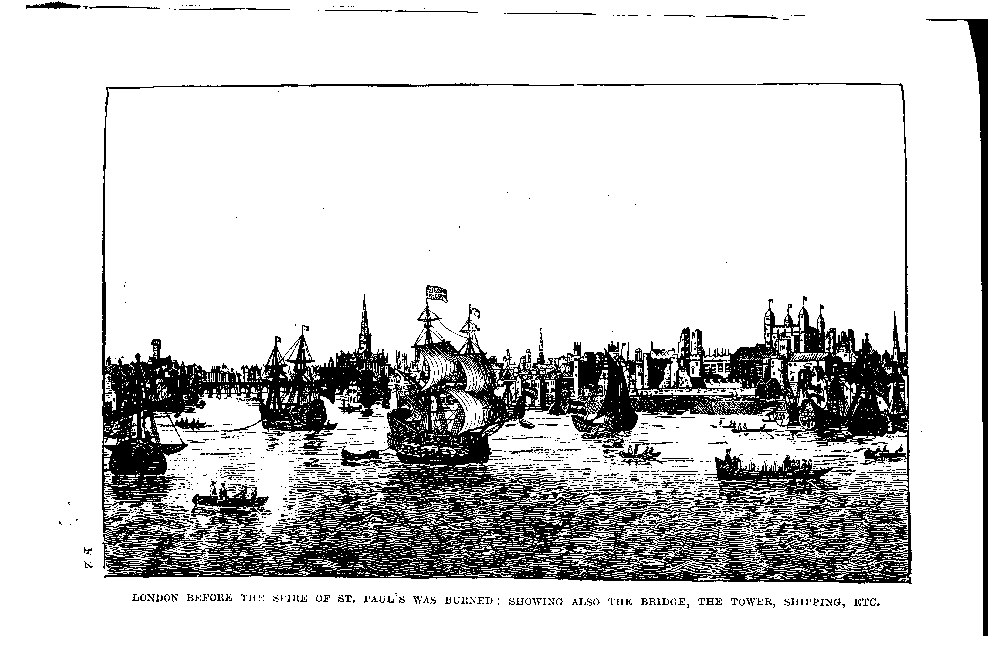 LONDON BEFORE THE SPIRE OF ST. PAUL'S WAS BURNED; SHOWING ALSO THE BRIDGE, THE TOWER, SHIPPING, ETC.